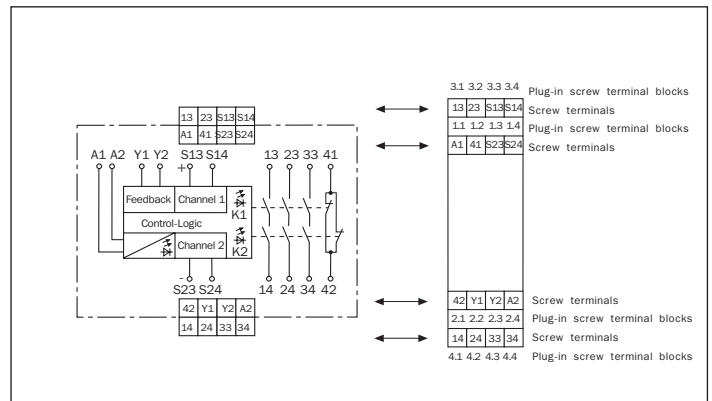 13 23 S13 S14
A1 41 S23 S24
A1 A2 Y1 Y2 S13 S14 13 23 33 41
+
Feedback Channel 1
K1
Control-Logic
Channel 2
K2
-
S23 S24 14 24 34 42
42 Y1 Y2 A2
14 24 33 34
3.1 3.2 3.3 3.4 Plug-in screw terminal blocks
13 23 S13 S14 Screw terminals
1.1 1.2 1.3 1.4 Plug-in screw terminal blocks
A1 41 S23 S24 Screw terminals
42 Y1 Y2 A2 Screw terminals
2.1 2.2 2.3 2.4 Plug-in screw terminal blocks
14 24 33 34 Screw terminals
4.1 4.2 4.3 4.4 Plug-in screw terminal blocks